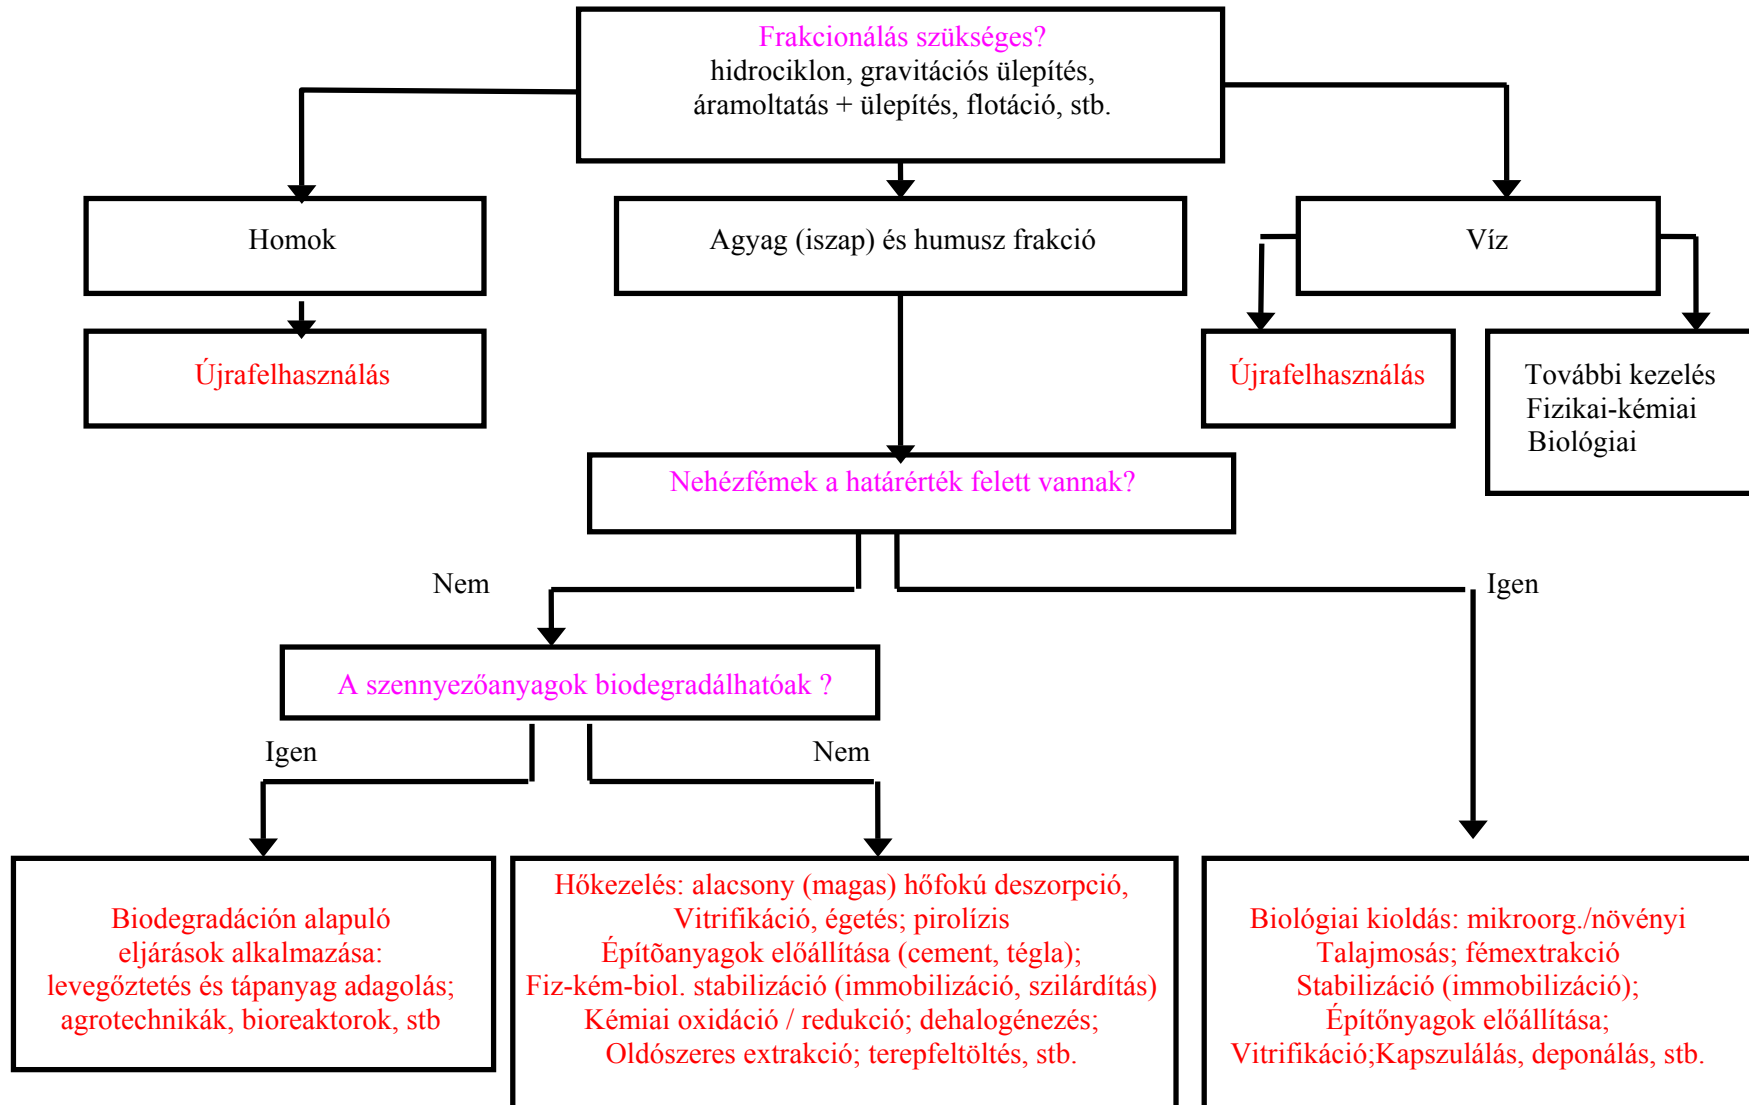 Frakcionálás szükséges?
hidrociklon, gravitációs ülepítés,
áramoltatás + ülepítés, flotáció, stb.
Homok
Agyag (iszap) és humusz frakció
Víz
Újrafelhasználás
Újrafelhasználás
További kezelés
Fizikai-kémiai
Biológiai
Nehézfémek a határérték felett vannak?
Nem
Igen
A szennyezőanyagok biodegradálhatóak ?
Igen
Nem
Biodegradáción alapuló
eljárások alkalmazása:
levegőztetés és tápanyag adagolás;
agrotechnikák, bioreaktorok, stb
Hőkezelés: alacsony (magas) hőfokú deszorpció,
Vitrifikáció, égetés; pirolízis
Építõanyagok előállítása (cement, tégla);
Fiz-kém-biol. stabilizáció (immobilizáció, szilárdítás)
Kémiai oxidáció / redukció; dehalogénezés;
Oldószeres extrakció; terepfeltöltés, stb.
Biológiai kioldás: mikroorg./növényi
Talajmosás; fémextrakció
Stabilizáció (immobilizáció);
Építőnyagok előállítása;
Vitrifikáció;Kapszulálás, deponálás, stb.